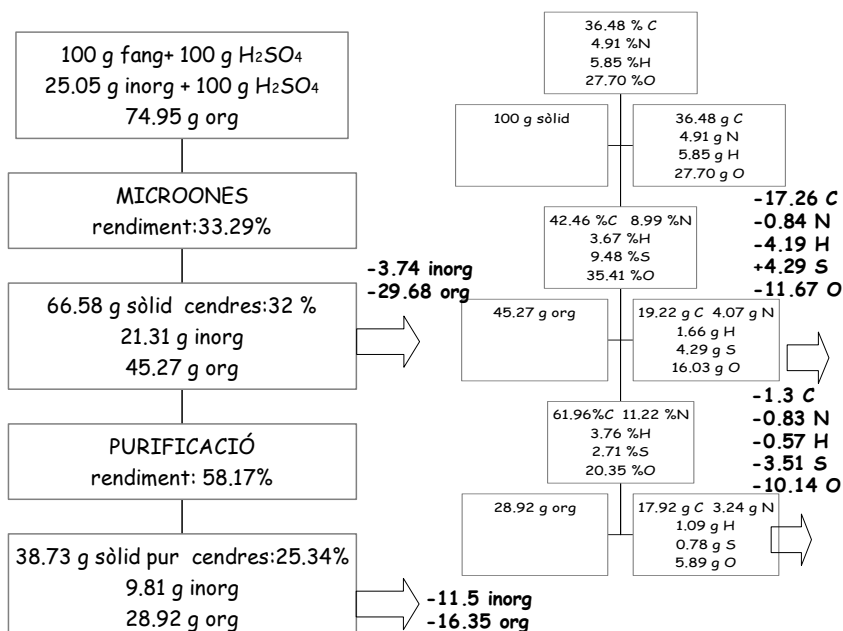 100 g fang+ 100 g H₂SO₄
25.05 g inorg + 100 g H₂SO₄
74.95 g org
MICROONES
rendiment:33.29%
-3.74 inorg
-29.68 org
66.58 g sòlid cendres:32 %
21.31 g inorg
45.27 g org
PURIFICACIÓ
rendiment: 58.17%
38.73 g sòlid pur cendres:25.34%
9.81 g inorg
28.92 g org
-11.5 inorg
-16.35 org
36.48 % C
4.91 %N
5.85 %H
27.70 %O
100 g sòlid
36.48 g C
4.91 g N
5.85 g H
27.70 g O
-17.26 C
-0.84 N
-4.19 H
+4.29 S
-11.67 O
42.46 %C 8.99 %N
3.67 %H
9.48 %S
35.41 %O
45.27 g org
19.22 g C 4.07 g N
1.66 g H
4.29 g S
16.03 g O
-1.3 C
-0.83 N
-0.57 H
-3.51 S
-10.14 O
61.96%C 11.22 %N
3.76 %H
2.71 %S
20.35 %O
28.92 g org
17.92 g C 3.24 g N
1.09 g H
0.78 g S
5.89 g O